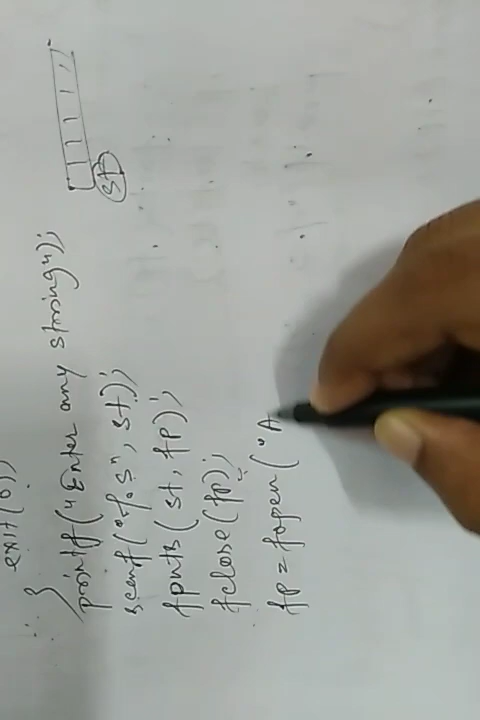 exit(0);
}
printf("Enter any string");
scanf("%s", st);
fputs(st, fp);
fclose(fp);
fp = fopen("A
st